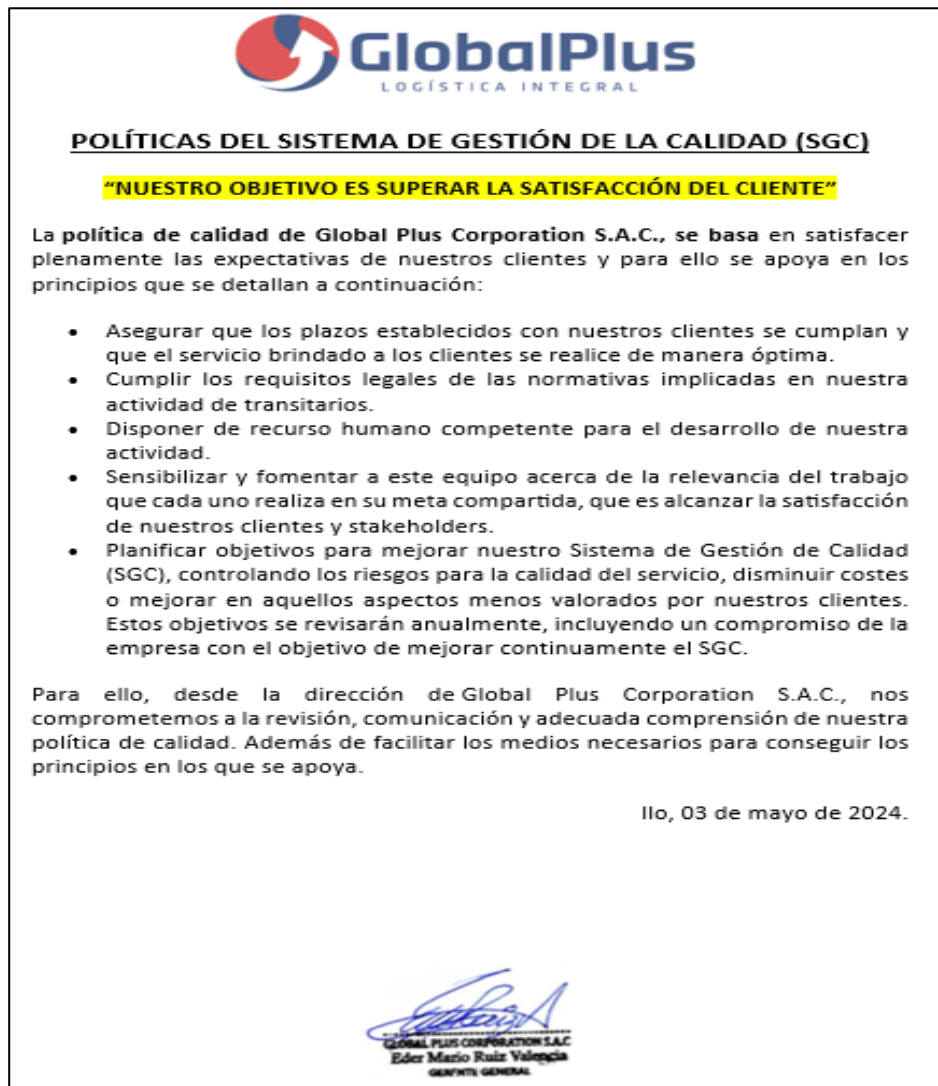 GlobalPlus
LOGÍSTICA INTEGRAL
POLÍTICAS DEL SISTEMA DE GESTIÓN DE LA CALIDAD (SGC)
“NUESTRO OBJETIVO ES SUPERAR LA SATISFACCIÓN DEL CLIENTE”
La política de calidad de Global Plus Corporation S.A.C., se basa en satisfacer
plenamente las expectativas de nuestros clientes y para ello se apoya en los
principios que se detallan a continuación:
• Asegurar que los plazos establecidos con nuestros clientes se cumplan y
que el servicio brindado a los clientes se realice de manera óptima.
• Cumplir los requisitos legales de las normativas implicadas en nuestra
actividad de transitarios.
• Disponer de recurso humano competente para el desarrollo de nuestra
actividad.
• Sensibilizar y fomentar a este equipo acerca de la relevancia del trabajo
que cada uno realiza en su meta compartida, que es alcanzar la satisfacción
de nuestros clientes y stakeholders.
• Planificar objetivos para mejorar nuestro Sistema de Gestión de Calidad
(SGC), controlando los riesgos para la calidad del servicio, disminuir costes
o mejorar en aquellos aspectos menos valorados por nuestros clientes.
Estos objetivos se revisarán anualmente, incluyendo un compromiso de la
empresa con el objetivo de mejorar continuamente el SGC.
Para ello, desde la dirección de Global Plus Corporation S.A.C., nos
comprometemos a la revisión, comunicación y adecuada comprensión de nuestra
política de calidad. Además de facilitar los medios necesarios para conseguir los
principios en los que se apoya.
Ilo, 03 de mayo de 2024.
GLOBAL PLUS CORPORATION S.A.C
Eder Mario Ruiz Valencia
GERENTE GENERAL